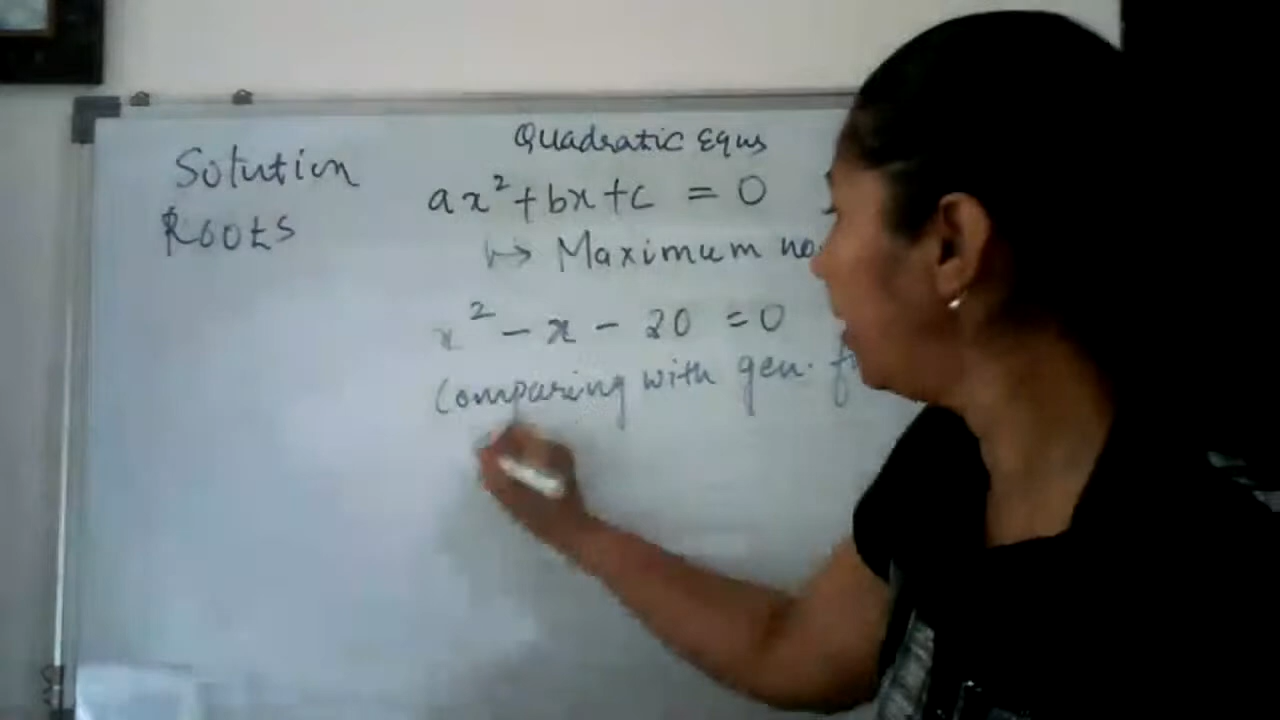 Quadratic Equs
Solution
Roots
ax² + bx + c = 0
↳ Maximum no
x² - x - 20 = 0
Comparing with gen.